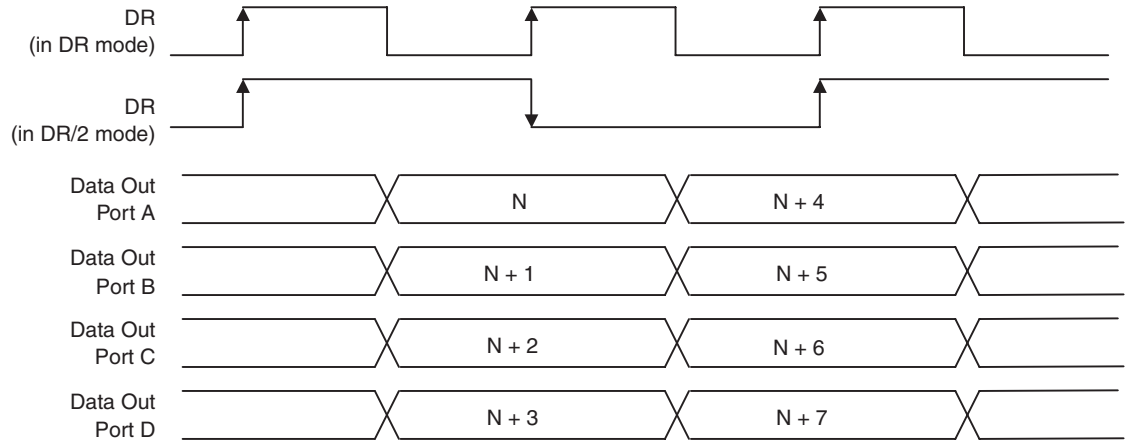 DR
(in DR mode)
DR
(in DR/2 mode)
Data Out
Port A
N
N + 4
Data Out
Port B
N + 1
N + 5
Data Out
Port C
N + 2
N + 6
Data Out
Port D
N + 3
N + 7